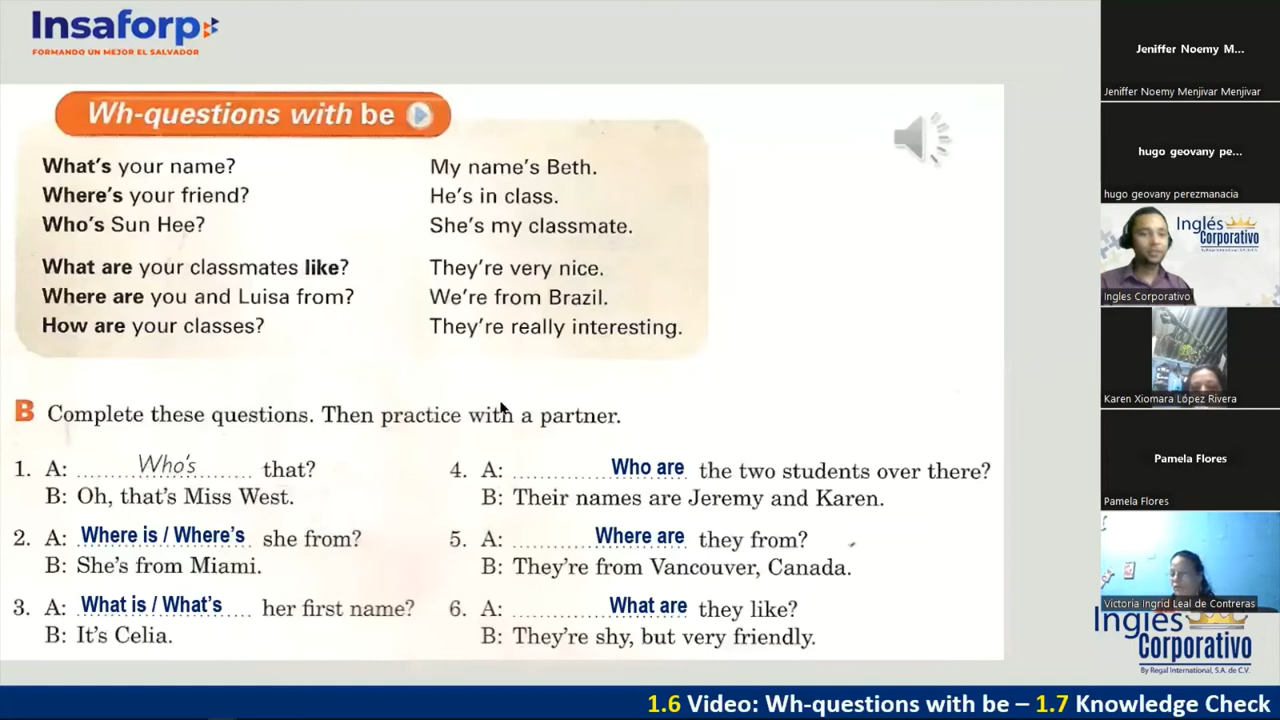 Insaforp
FORMANDO UN MEJOR EL SALVADOR
Wh-questions with be
What's your name? My name's Beth.
Where's your friend? He's in class.
Who's Sun Hee? She's my classmate.
What are your classmates like? They're very nice.
Where are you and Luisa from? We're from Brazil.
How are your classes? They're really interesting.
B Complete these questions. Then practice with a partner.
1. A: Who's that?
B: Oh, that's Miss West.
2. A: Where is / Where's she from?
B: She's from Miami.
3. A: What is / What's her first name?
B: It's Celia.
4. A: Who are the two students over there?
B: Their names are Jeremy and Karen.
5. A: Where are they from?
B: They're from Vancouver, Canada.
6. A: What are they like?
B: They're shy, but very friendly.
Jeniffer Noemy M...
Jeniffer Noemy Menjivar Menjivar
hugo geovany pe...
hugo geovany perezmanacia
Inglés
Corporativo
Ingles Corporativo
Karen Xiomara López Rivera
Pamela Flores
Pamela Flores
Victoria Ingrid Leal de Contreras
Inglés
Corporativo
By Regal International, S.A. de C.V.
1.6 Video: Wh-questions with be – 1.7 Knowledge Check